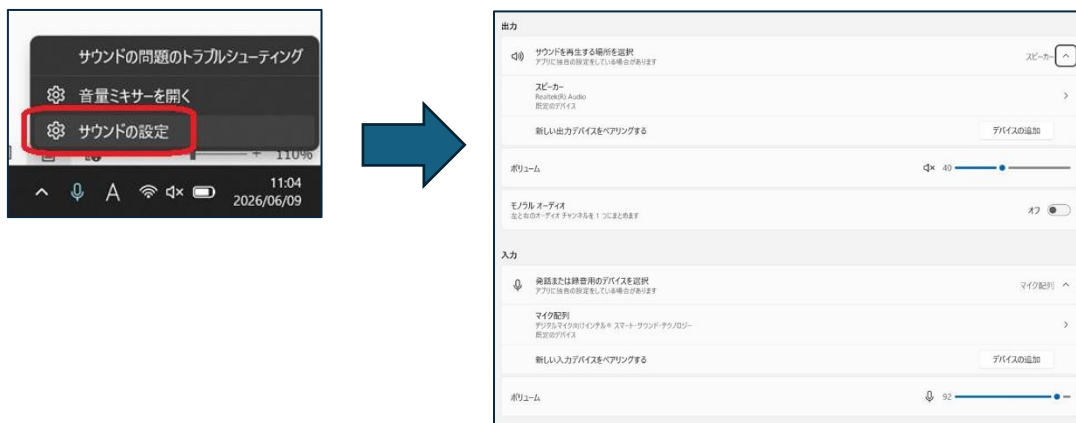 サウンドの問題のトラブルシューティング
音量ミキサーを開く
サウンドの設定
110%
A
11:04
2026/06/09
出力
サウンドを再生する場所を選択
アプリに独自の設定をしている場合があります
スピーカー
スピーカー
Realtek(R) Audio
既定のデバイス
新しい出力デバイスをペアリングする
デバイスの追加
ボリューム
40
モノラル オーディオ
左と右のオーディオ チャンネルを 1 つにまとめます
オフ
入力
発話または録音用のデバイスを選択
アプリに独自の設定をしている場合があります
マイク配列
マイク配列
デジタルマイク向けインテル® スマート・サウンド・テクノロジー
既定のデバイス
新しい入力デバイスをペアリングする
デバイスの追加
ボリューム
92